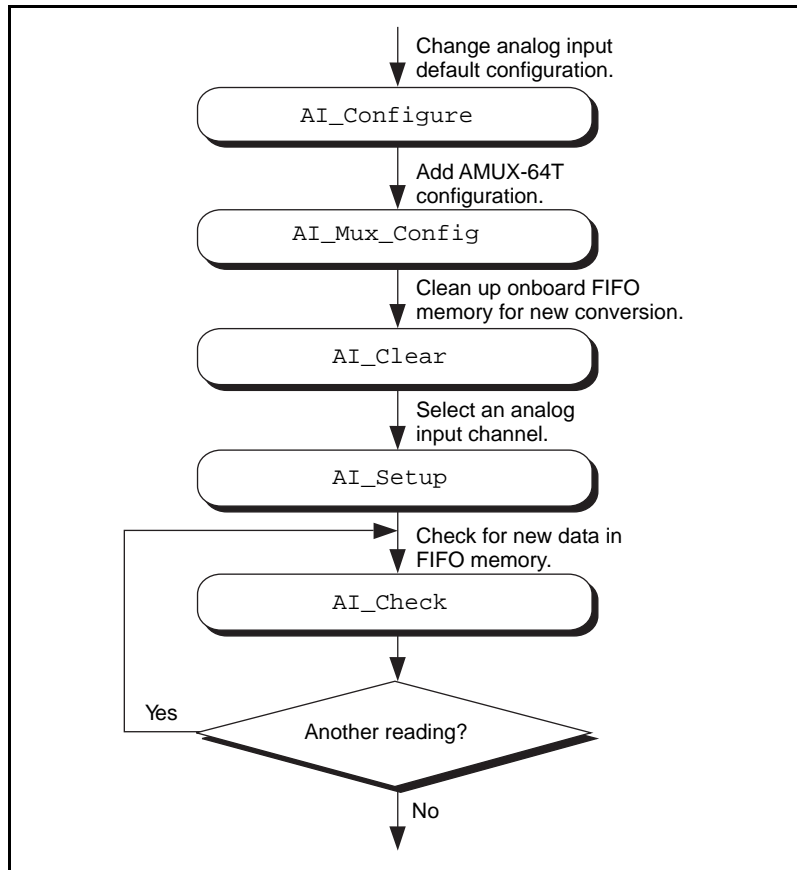 Change analog input
default configuration.
AI_Configure
Add AMUX-64T
configuration.
AI_Mux_Config
Clean up onboard FIFO
memory for new conversion.
AI_Clear
Select an analog
input channel.
AI_Setup
Check for new data in
FIFO memory.
AI_Check
Yes
Another reading?
No